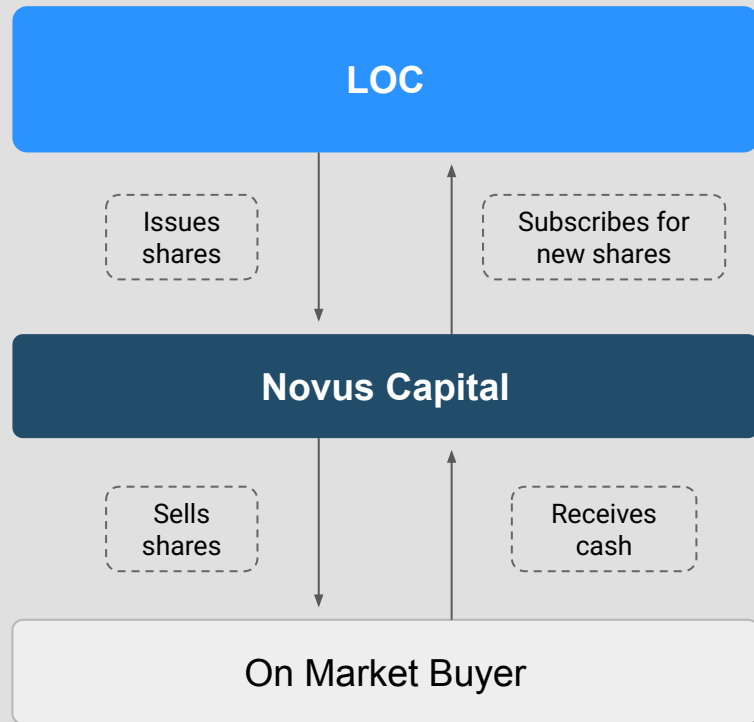 LOC
Issues
shares
Subscribes for
new shares
Novus Capital
Sells
shares
Receives
cash
On Market Buyer